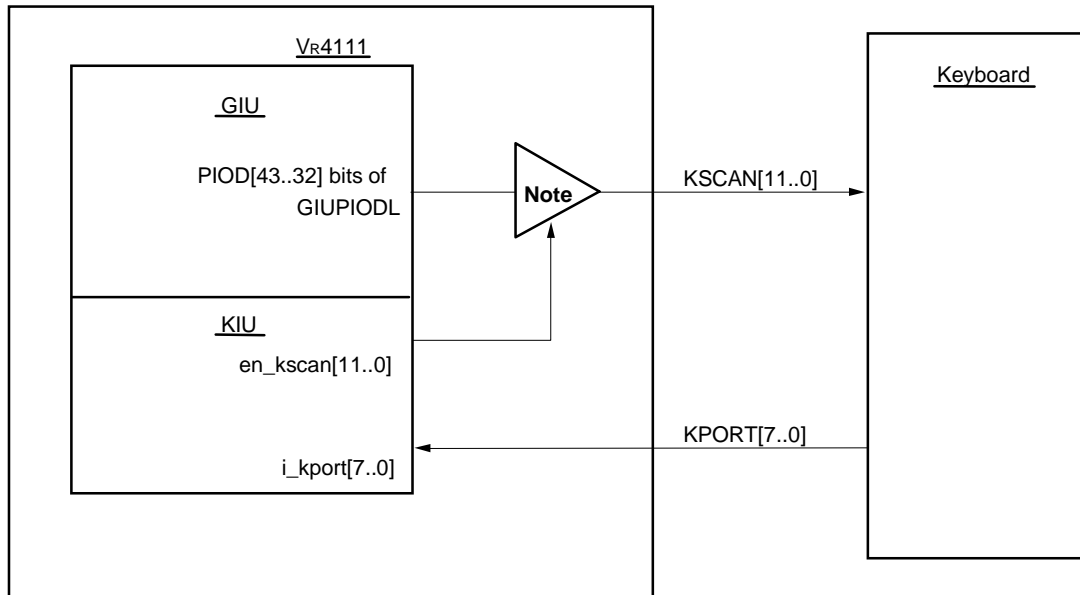 VR4111
GIU
PIOD[43..32] bits of
GIUPIODL
Note
KSCAN[11..0]
KIU
en_kscan[11..0]
i_kport[7..0]
KPORT[7..0]
Keyboard